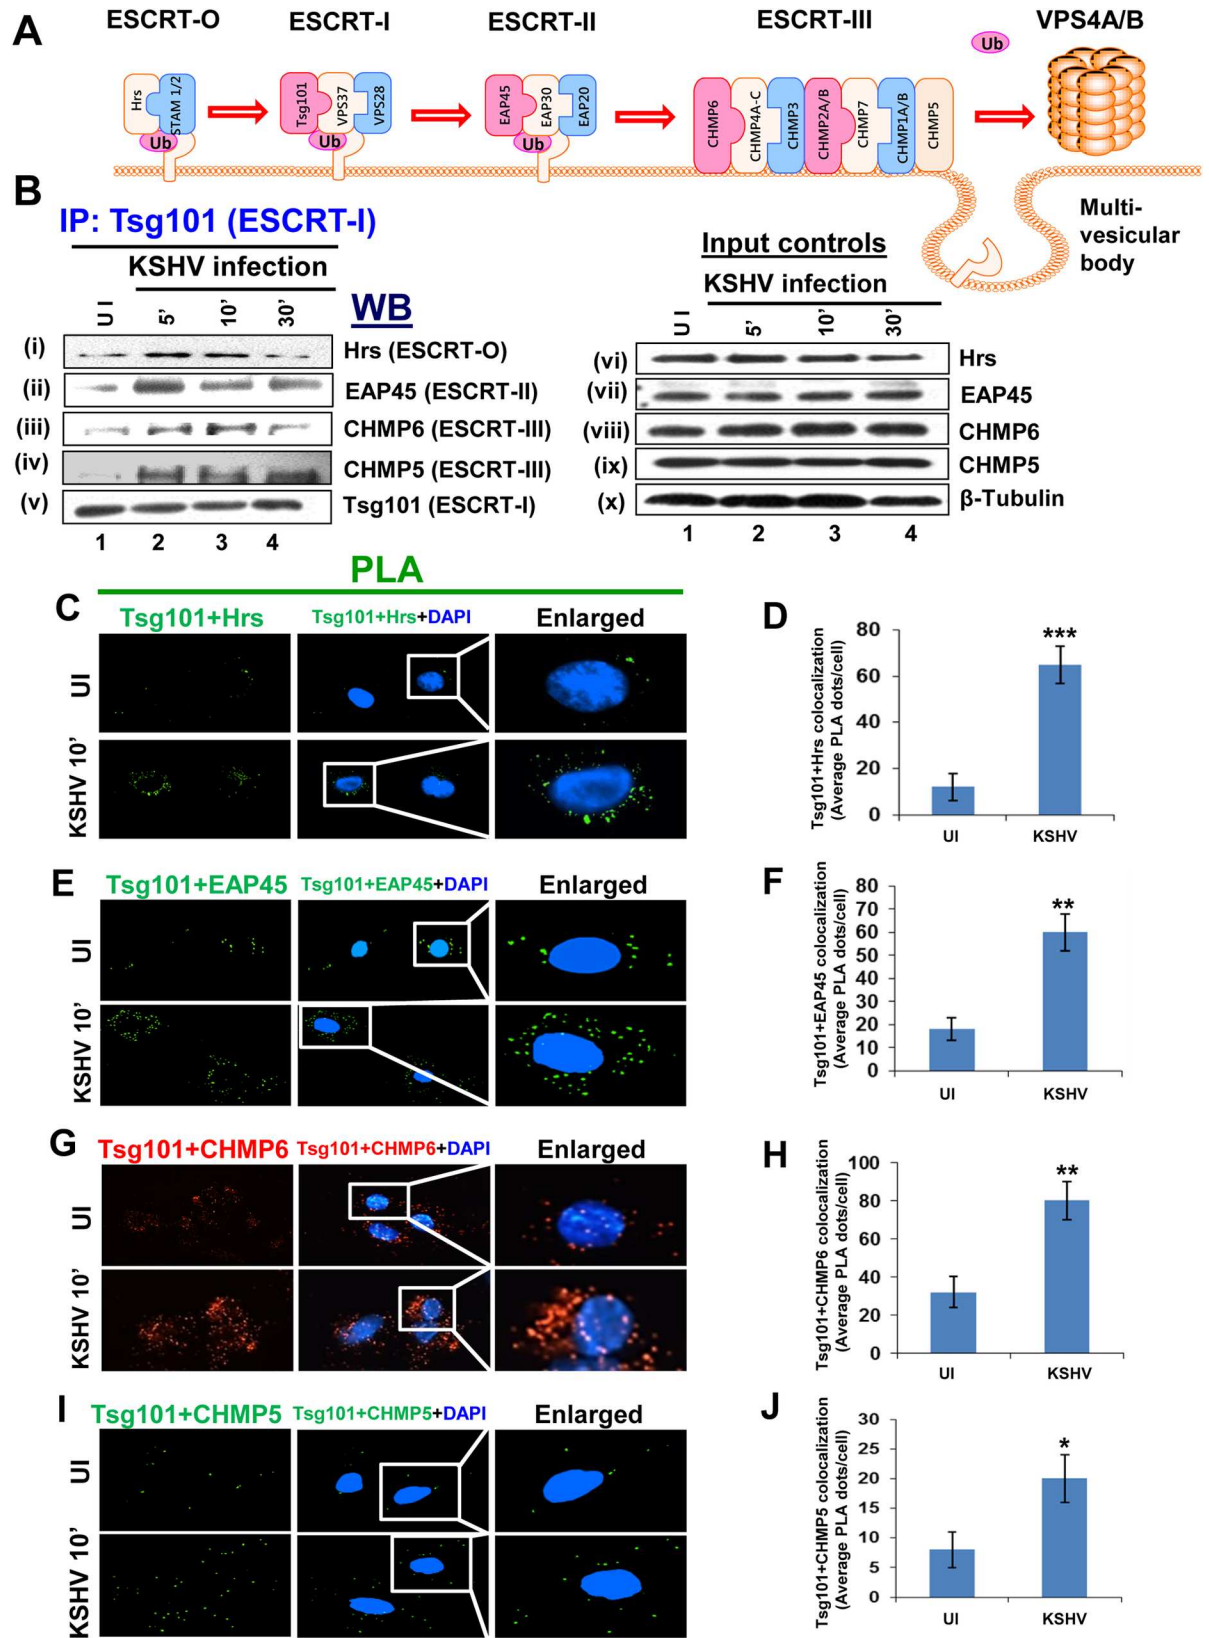 A
ESCRT-O
ESCRT-I
ESCRT-II
ESCRT-III
VPS4A/B
Ub
Hrs
STAM 1/2
Ub
Tsg101
VPS37
VPS28
Ub
EAP45
EAP30
EAP20
Ub
CHMP6
CHMP4A-C
CHMP3
CHMP2A/B
CHMP7
CHMP1A/B
CHMP5
Multi-
vesicular
body
B
IP: Tsg101 (ESCRT-I)
KSHV infection
U I 5' 10' 30'
WB
(i) Hrs (ESCRT-O)
(ii) EAP45 (ESCRT-II)
(iii) CHMP6 (ESCRT-III)
(iv) CHMP5 (ESCRT-III)
(v) Tsg101 (ESCRT-I)
1 2 3 4
Input controls
KSHV infection
U I 5' 10' 30'
(vi) Hrs
(vii) EAP45
(viii) CHMP6
(ix) CHMP5
(x) β-Tubulin
1 2 3 4
PLA
C
Tsg101+Hrs
Tsg101+Hrs+DAPI
Enlarged
UI
KSHV 10'
D
Tsg101+Hrs colocalization
(Average PLA dots/cell)
80
60
40
20
0
***
UI
KSHV
E
Tsg101+EAP45
Tsg101+EAP45+DAPI
Enlarged
UI
KSHV 10'
F
Tsg101+EAP45 colocalization
(Average PLA dots/cell)
80
70
60
50
40
30
20
10
0
**
UI
KSHV
G
Tsg101+CHMP6
Tsg101+CHMP6+DAPI
Enlarged
UI
KSHV 10'
H
Tsg101+CHMP6 colocalization
(Average PLA dots/cell)
100
80
60
40
20
0
**
UI
KSHV
I
Tsg101+CHMP5
Tsg101+CHMP5+DAPI
Enlarged
UI
KSHV 10'
J
Tsg101+CHMP5 colocalization
(Average PLA dots/cell)
30
25
20
15
10
5
0
*
UI
KSHV